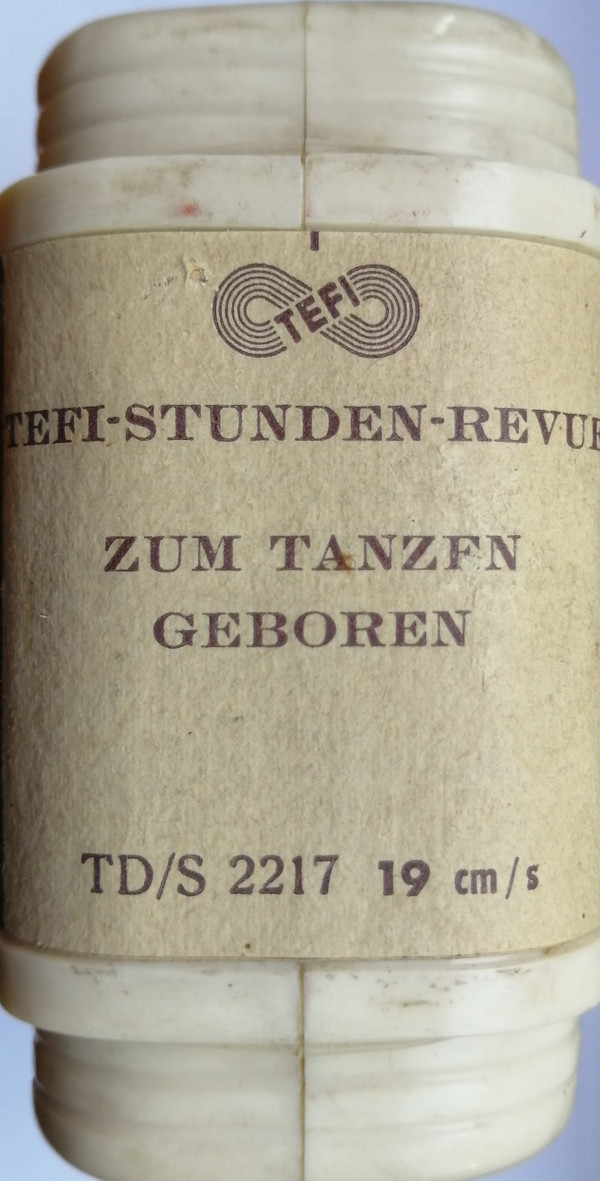 TEFI
TEFI-STUNDEN-REVUE
ZUM TANZEN
GEBOREN
TD/S 2217 19 cm/s